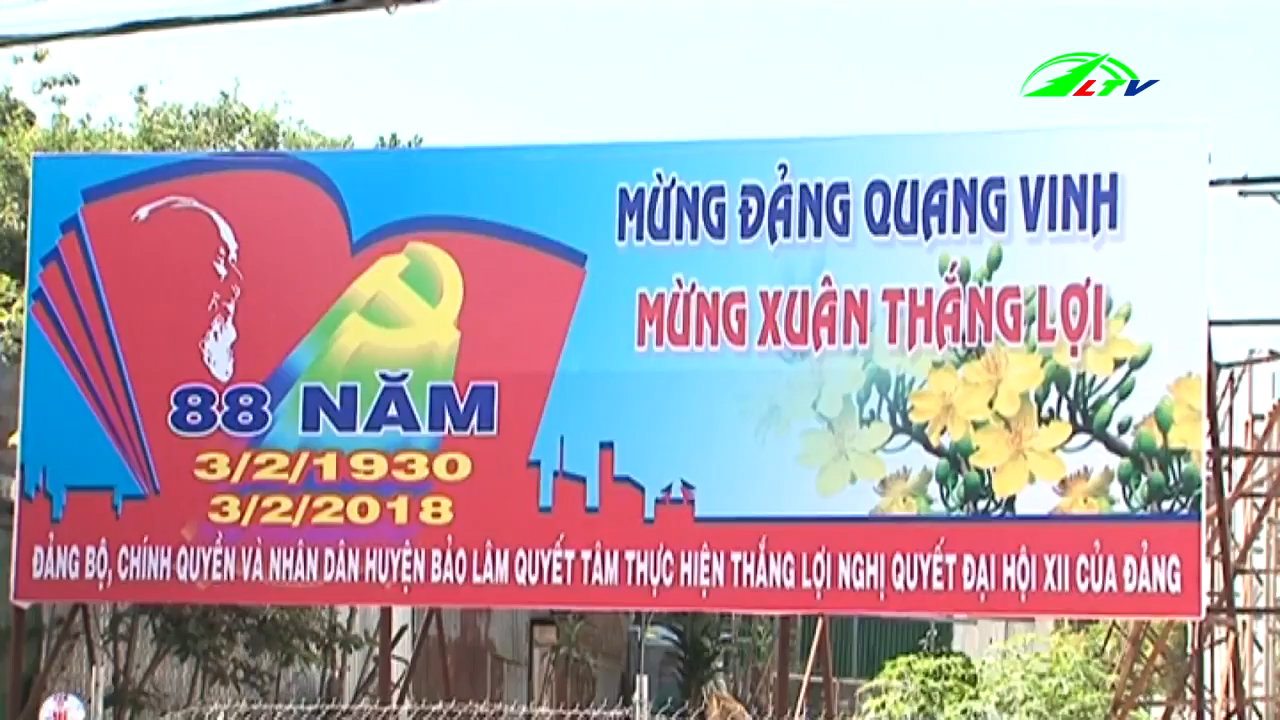 LTV
MỪNG ĐẢNG QUANG VINH
MỪNG XUÂN THẮNG LỢI
88 NĂM
3/2/1930
3/2/2018
ĐẢNG BỘ, CHÍNH QUYỀN VÀ NHÂN DÂN HUYỆN BẢO LÂM QUYẾT TÂM THỰC HIỆN THẮNG LỢI NGHỊ QUYẾT ĐẠI HỘI XII CỦA ĐẢNG